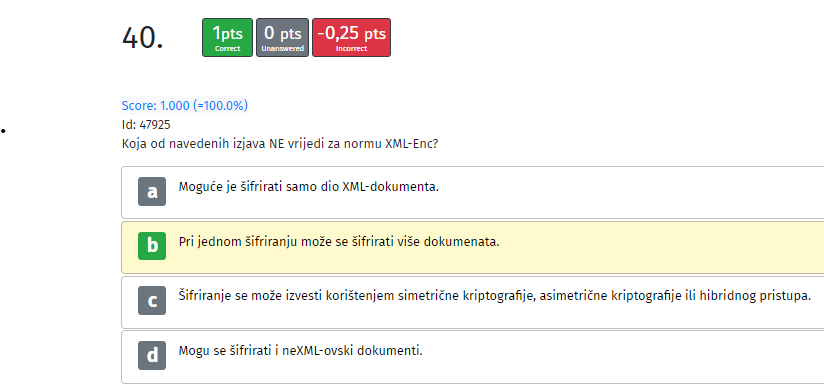 40.
1pts
Correct
0 pts
Unanswered
-0,25 pts
Incorrect
Score: 1.000 (=100.0%)
Id: 47925
Koja od navedenih izjava NE vrijedi za normu XML-Enc?
a Moguće je šifrirati samo dio XML-dokumenta.
b Pri jednom šifriranju može se šifrirati više dokumenata.
c Šifriranje se može izvesti korištenjem simetrične kriptografije, asimetrične kriptografije ili hibridnog pristupa.
d Mogu se šifrirati i neXML-ovski dokumenti.